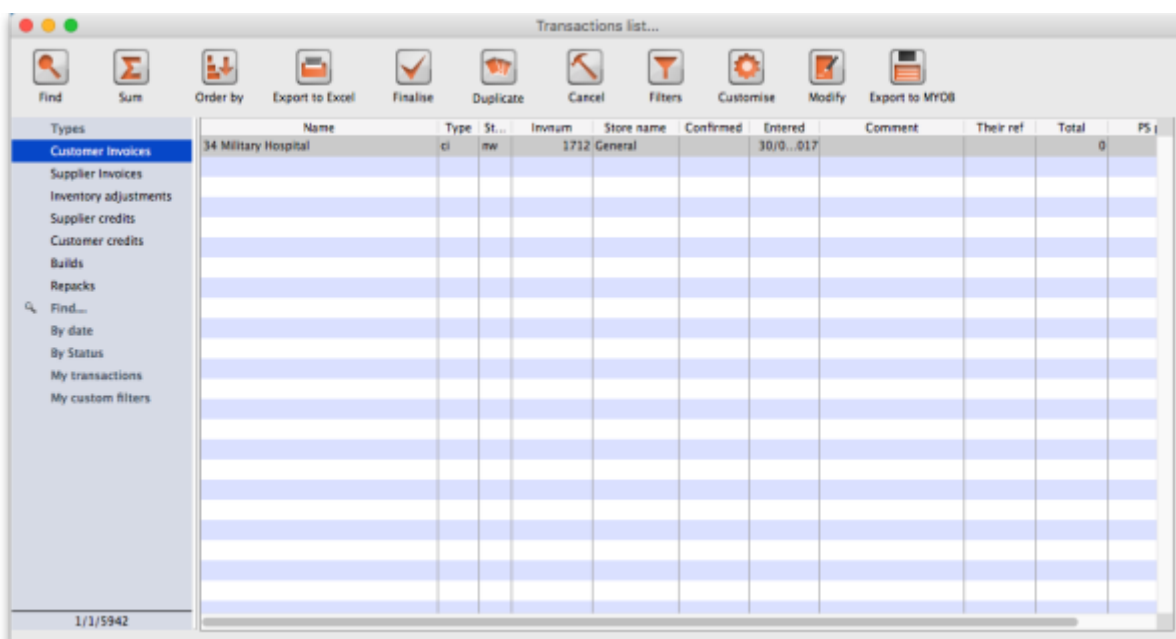 Transactions list...
Find Sum Order by Export to Excel Finalise Duplicate Cancel Filters Customise Modify Export to MYOB
Types Name Type St... Invnum Store name Confirmed Entered Comment Their ref Total PS
Customer Invoices 34 Military Hospital ci nw 1712 General 30/0...017 0
Supplier Invoices
Inventory adjustments
Supplier credits
Customer credits
Builds
Repacks
Find...
By date
By Status
My transactions
My custom filters
1/1/5942